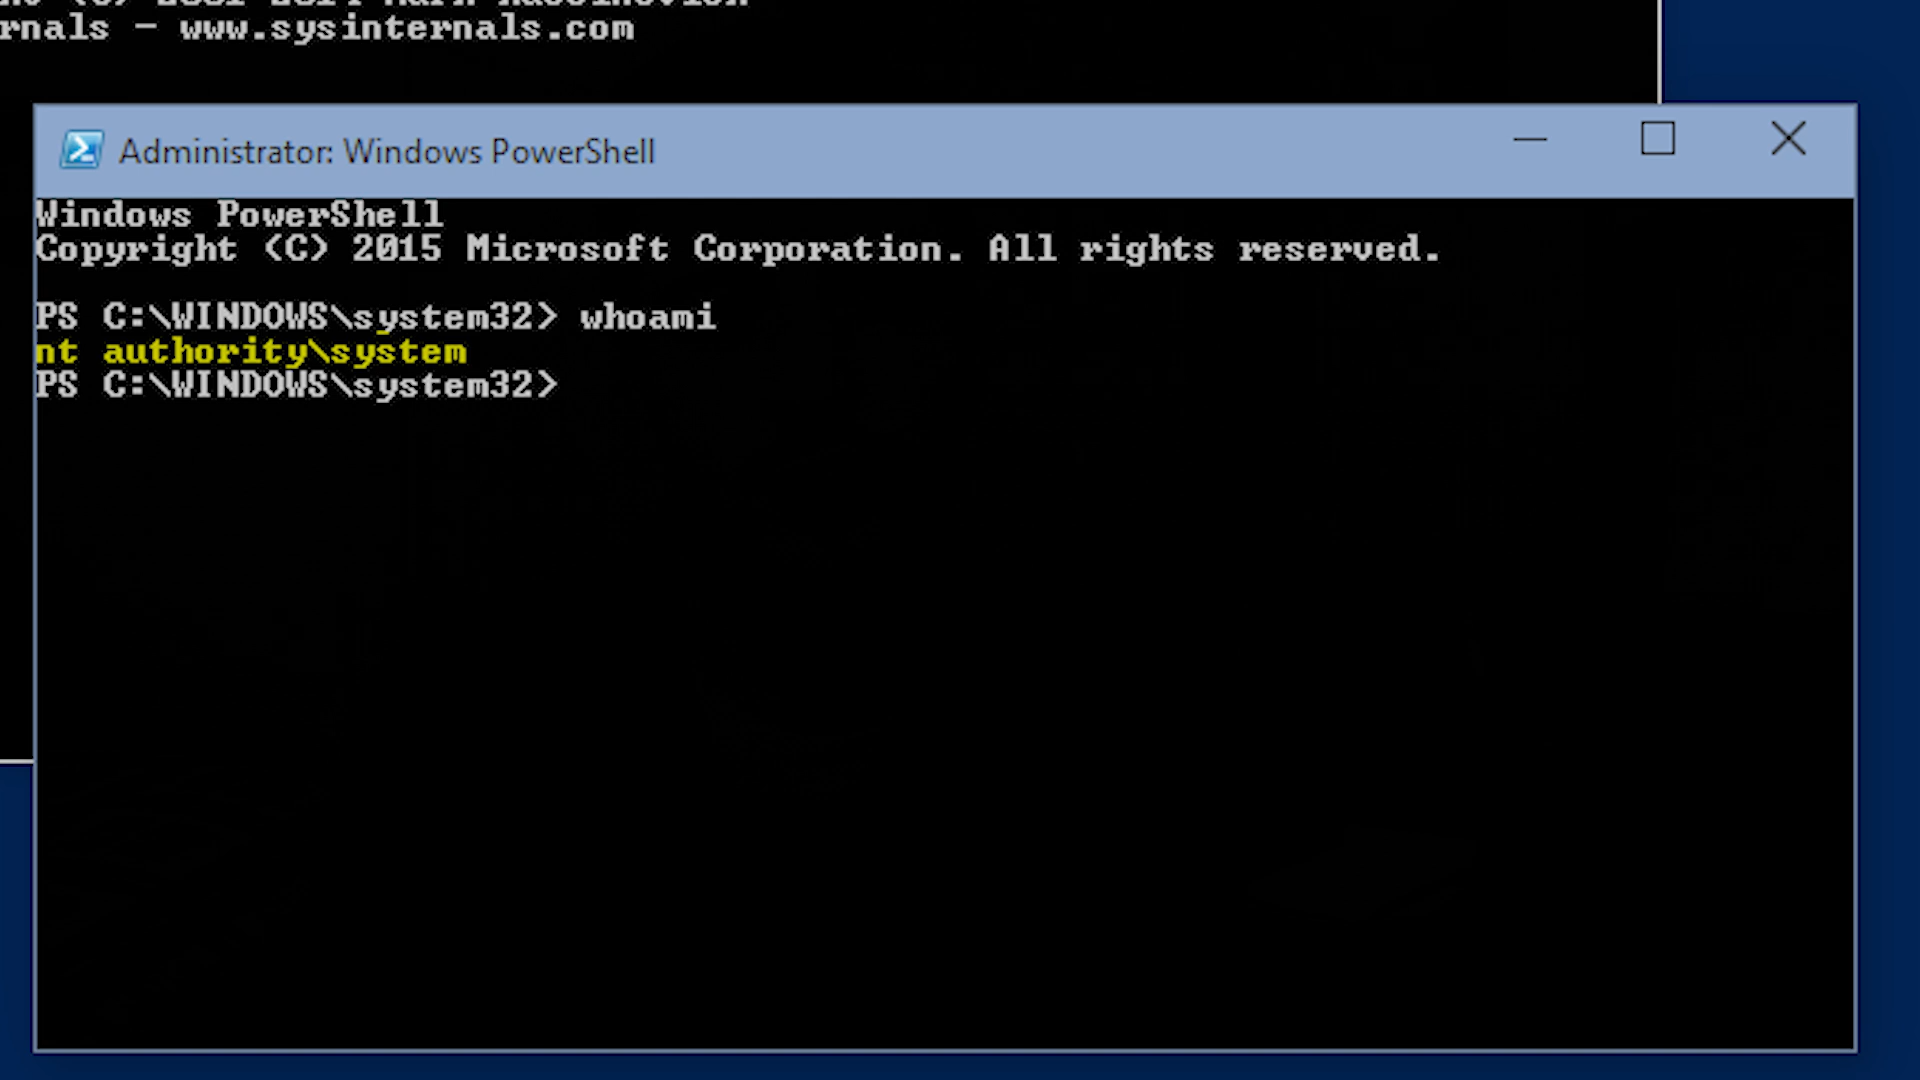 rnals - www.sysinternals.com
Administrator: Windows PowerShell
Windows PowerShell
Copyright (C) 2015 Microsoft Corporation. All rights reserved.
PS C:\WINDOWS\system32> whoami
nt authority\system
PS C:\WINDOWS\system32>